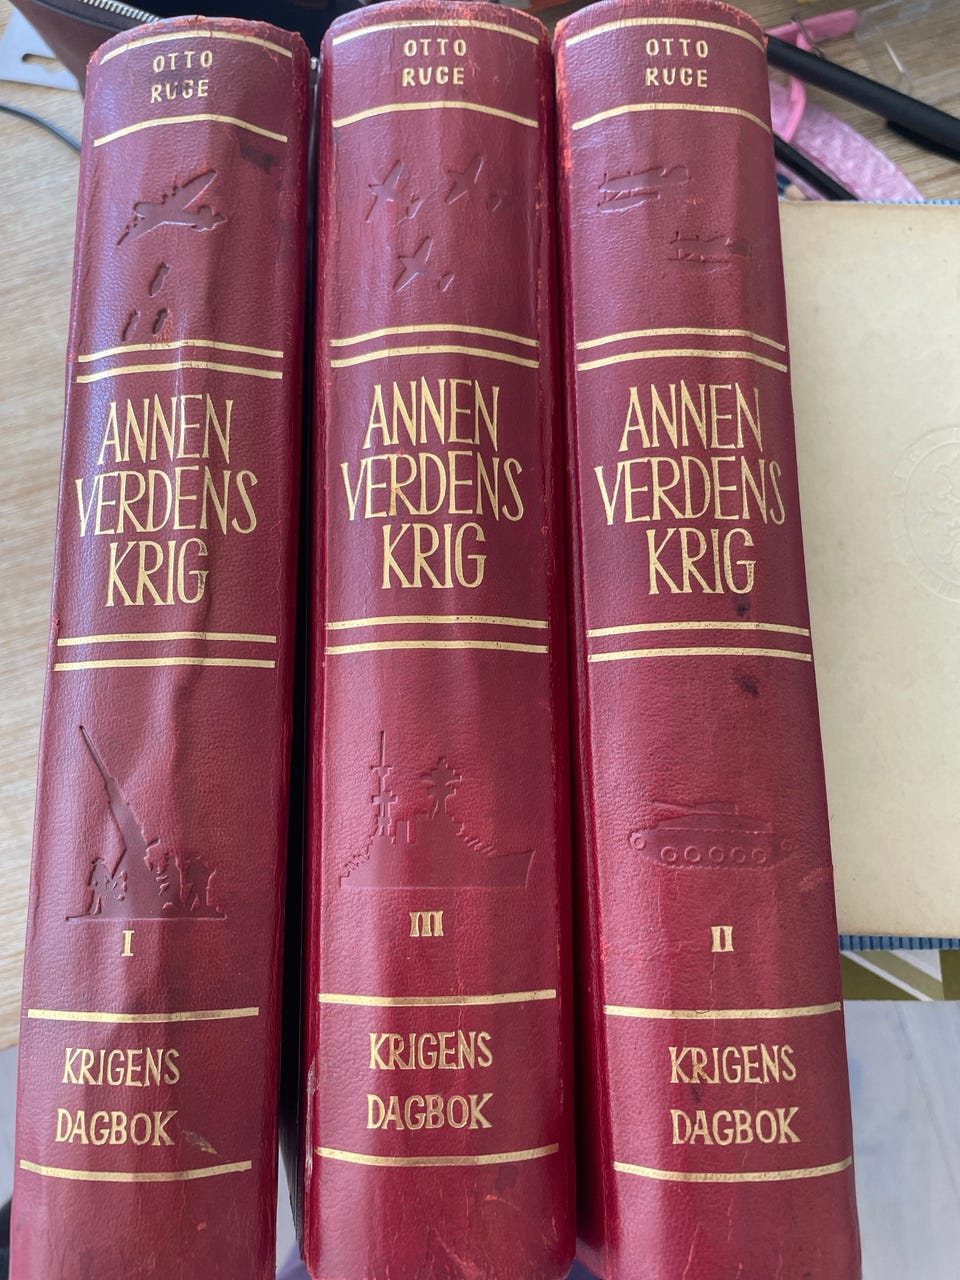 OTTO
RUGE
ANNEN
VERDENS
KRIG
I
KRIGENS
DAGBOK
OTTO
RUGE
ANNEN
VERDENS
KRIG
III
KRIGENS
DAGBOK
OTTO
RUGE
ANNEN
VERDENS
KRIG
II
KRIGENS
DAGBOK